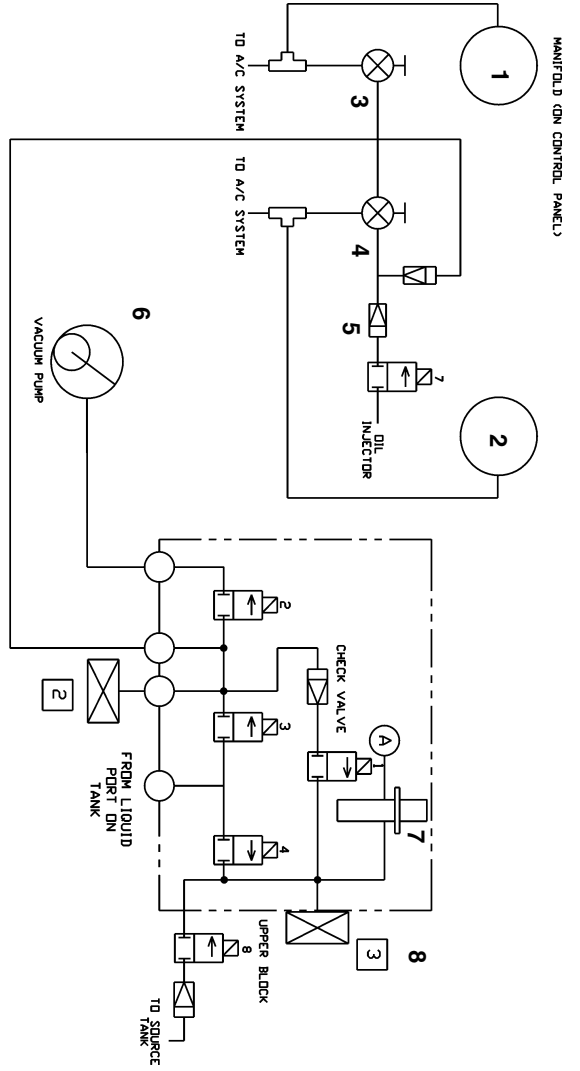 MANIFOLD (ON CONTROL PANEL)
1
TO A/C SYSTEM
3
TO A/C SYSTEM
4
5
7
OIL
INJECTOR
2
6
VACUUM PUMP
2
CHECK VALVE
1
A
3
2
FROM LIQUID
PORT ON
TANK
7
4
UPPER BLOCK
8
3
8
TO SOURCE
TANK